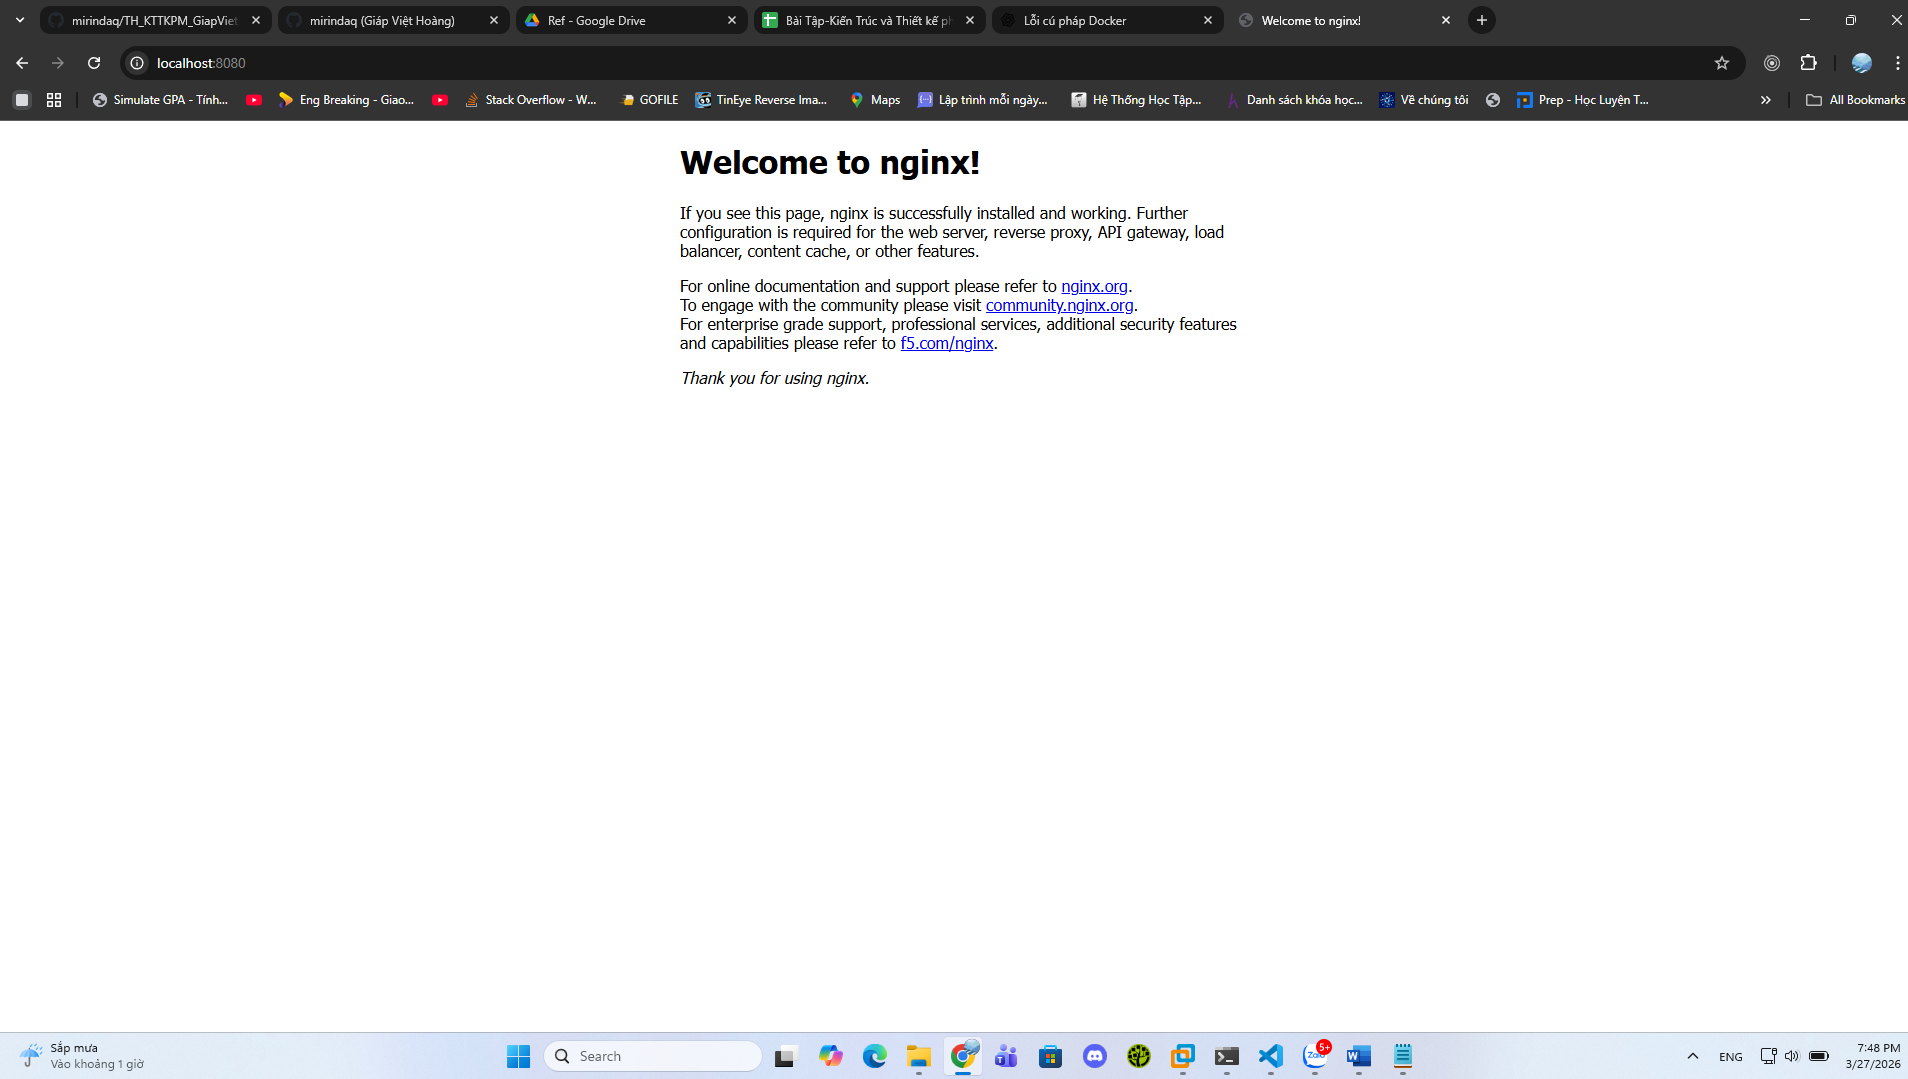 mirindaq/TH_KTTKPM_GiapViet
mirindaq (Giáp Việt Hoàng)
Ref - Google Drive
Bài Tập-Kiến Trúc và Thiết kế ph
Lỗi cú pháp Docker
Welcome to nginx!
localhost:8080
Simulate GPA - Tính...
Eng Breaking - Giao...
Stack Overflow - W...
GOFILE
TinEye Reverse Ima...
Maps
Lập trình mỗi ngày...
Hệ Thống Học Tập...
Danh sách khóa học...
Về chúng tôi
Prep - Học Luyện T...
All Bookmarks
Welcome to nginx!
If you see this page, nginx is successfully installed and working. Further
configuration is required for the web server, reverse proxy, API gateway, load
balancer, content cache, or other features.
For online documentation and support please refer to nginx.org.
To engage with the community please visit community.nginx.org.
For enterprise grade support, professional services, additional security features
and capabilities please refer to f5.com/nginx.
Thank you for using nginx.
Sắp mưa
Vào khoảng 1 giờ
Search
Zalo
5+
ENG
7:48 PM
3/27/2026